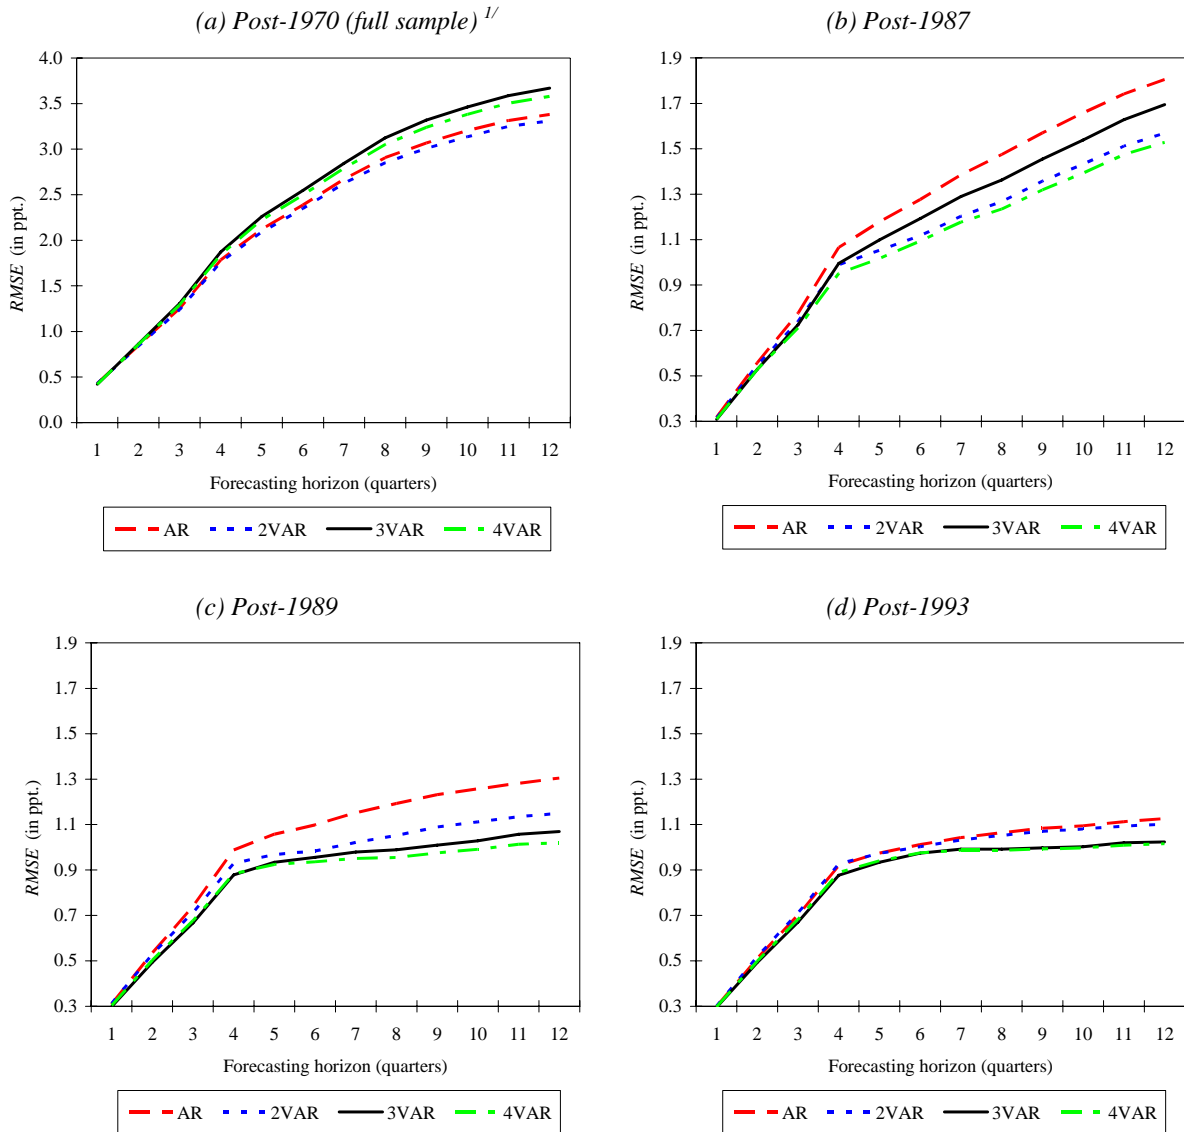 (a) Post-1970 (full sample) 1/
RMSE (in ppt.)
4.0
3.5
3.0
2.5
2.0
1.5
1.0
0.5
0.0
1 2 3 4 5 6 7 8 9 10 11 12
Forecasting horizon (quarters)
AR 2VAR 3VAR 4VAR
(b) Post-1987
RMSE (in ppt.)
1.9
1.7
1.5
1.3
1.1
0.9
0.7
0.5
0.3
1 2 3 4 5 6 7 8 9 10 11 12
Forecasting horizon (quarters)
AR 2VAR 3VAR 4VAR
(c) Post-1989
RMSE (in ppt.)
1.9
1.7
1.5
1.3
1.1
0.9
0.7
0.5
0.3
1 2 3 4 5 6 7 8 9 10 11 12
Forecasting horizon (quarters)
AR 2VAR 3VAR 4VAR
(d) Post-1993
RMSE (in ppt.)
1.9
1.7
1.5
1.3
1.1
0.9
0.7
0.5
0.3
1 2 3 4 5 6 7 8 9 10 11 12
Forecasting horizon (quarters)
AR 2VAR 3VAR 4VAR